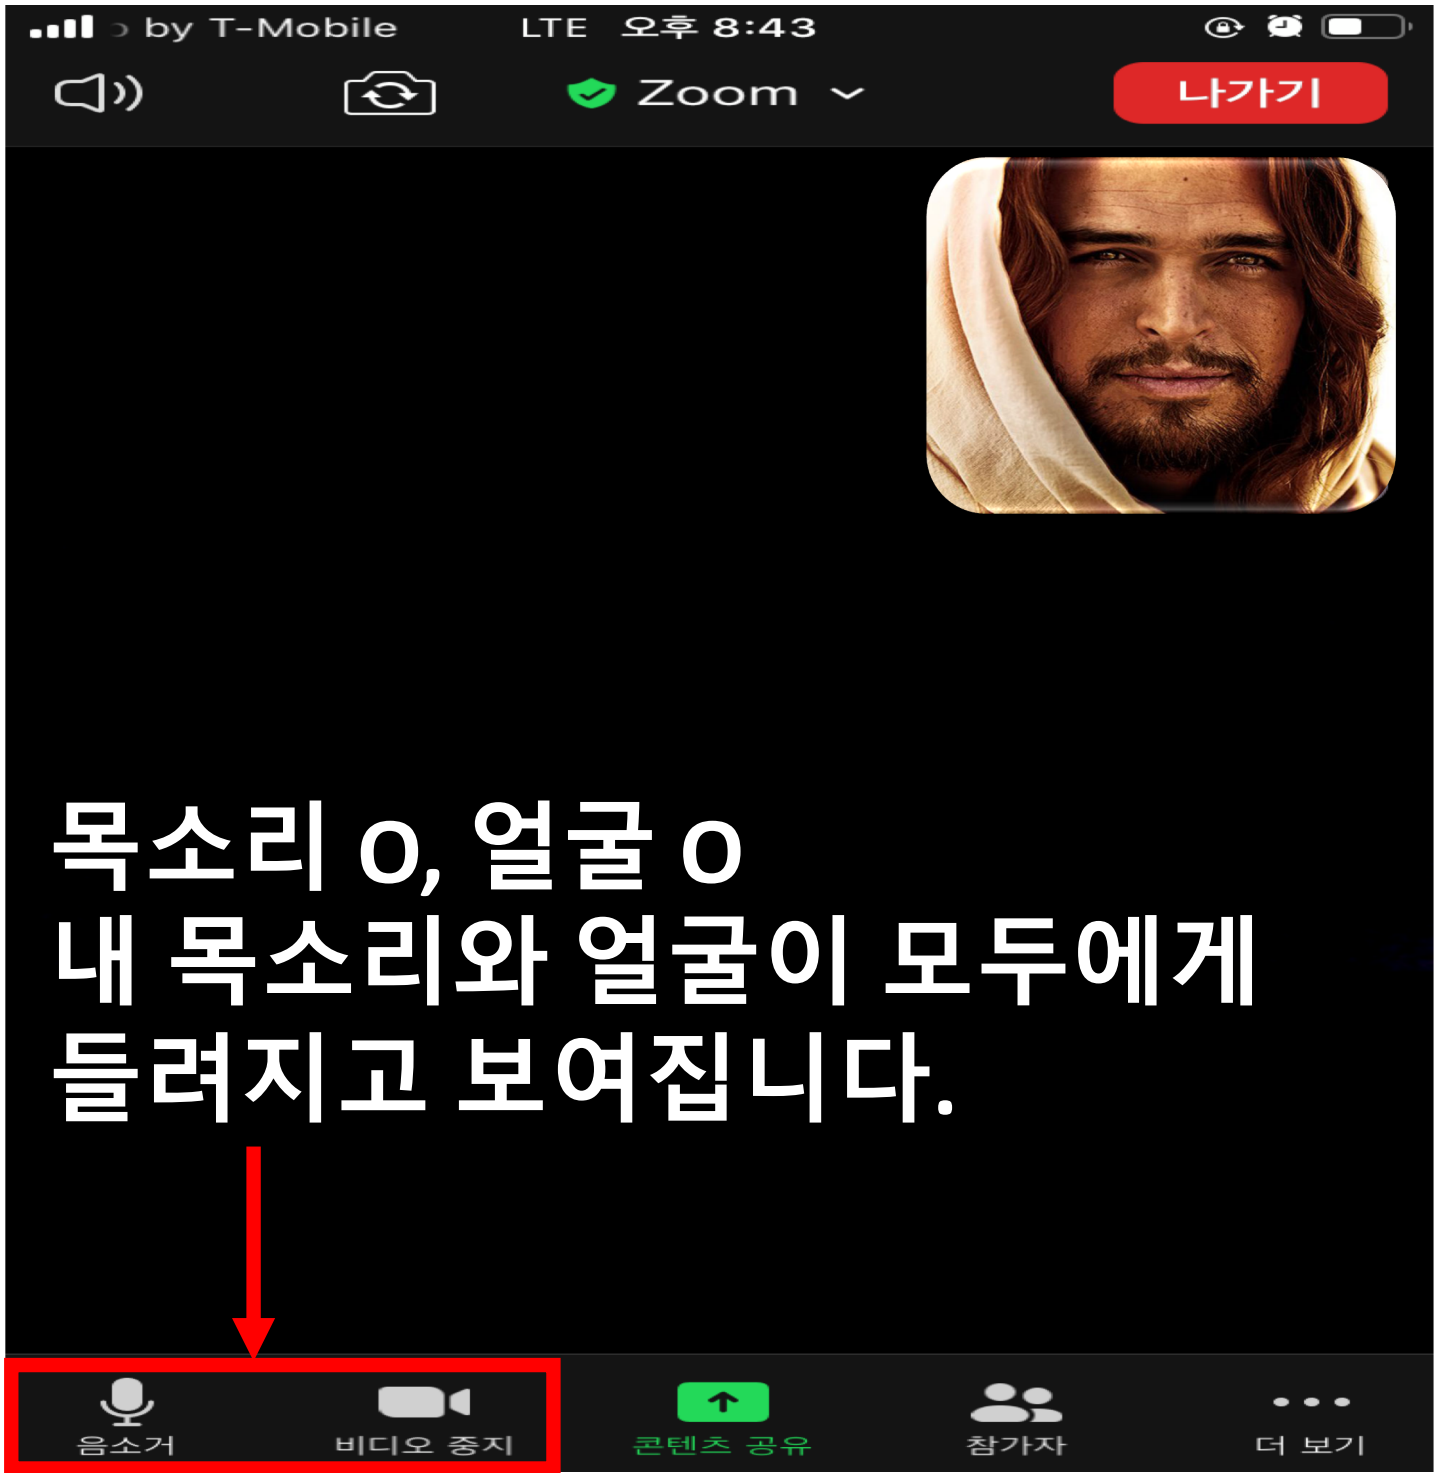 by T-Mobile LTE 오후 8:43
Zoom
나가기
목소리 O, 얼굴 O
내 목소리와 얼굴이 모두에게
들려지고 보여집니다.
음소거 비디오 중지 콘텐츠 공유 참가자 더 보기